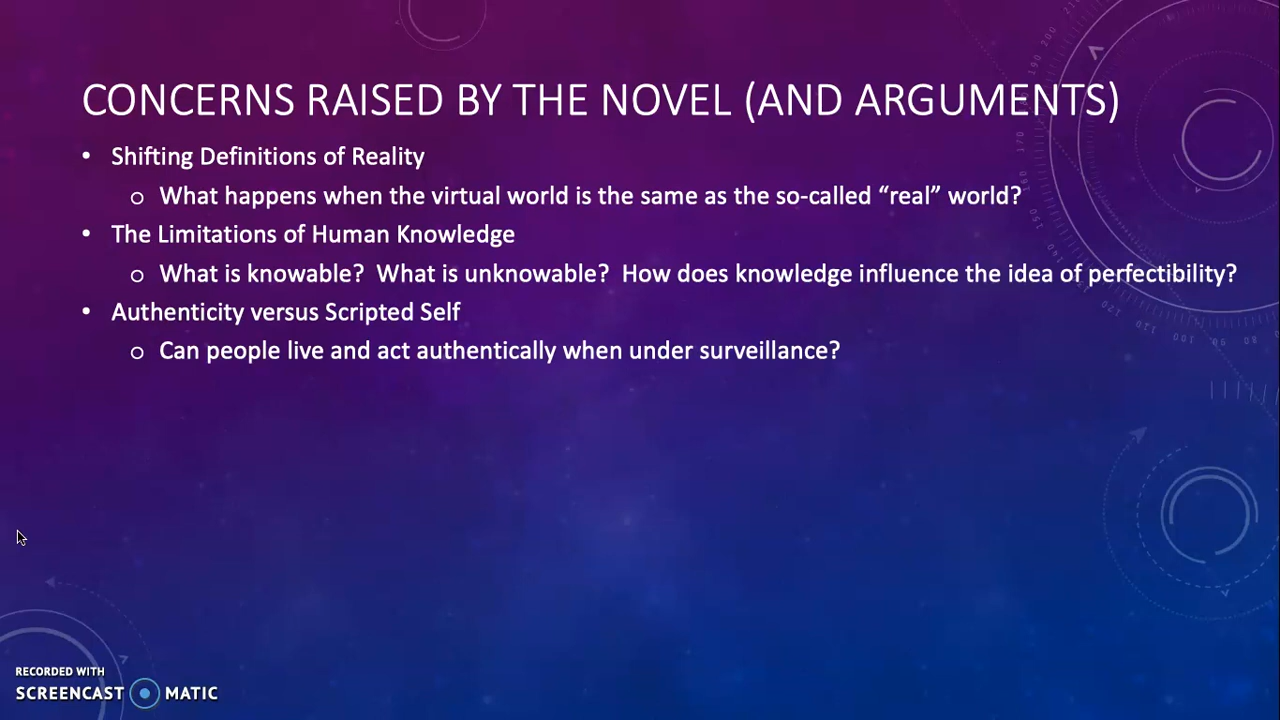 CONCERNS RAISED BY THE NOVEL (AND ARGUMENTS)
• Shifting Definitions of Reality
o What happens when the virtual world is the same as the so-called “real” world?
• The Limitations of Human Knowledge
o What is knowable?  What is unknowable?  How does knowledge influence the idea of perfectibility?
• Authenticity versus Scripted Self
o Can people live and act authentically when under surveillance?
RECORDED WITH
SCREENCAST MATIC